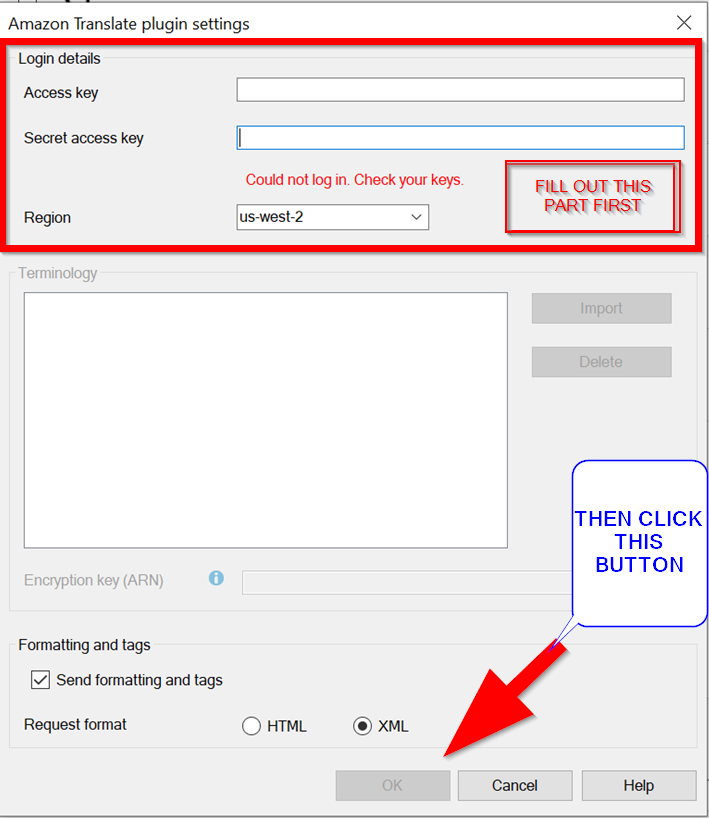 Amazon Translate plugin settings
Login details
Access key
Secret access key
Could not log in. Check your keys.
FILL OUT THIS
PART FIRST
Region
us-west-2
Terminology
Import
Delete
THEN CLICK
THIS
BUTTON
Encryption key (ARN)
i
Formatting and tags
Send formatting and tags
Request format
HTML
XML
OK
Cancel
Help